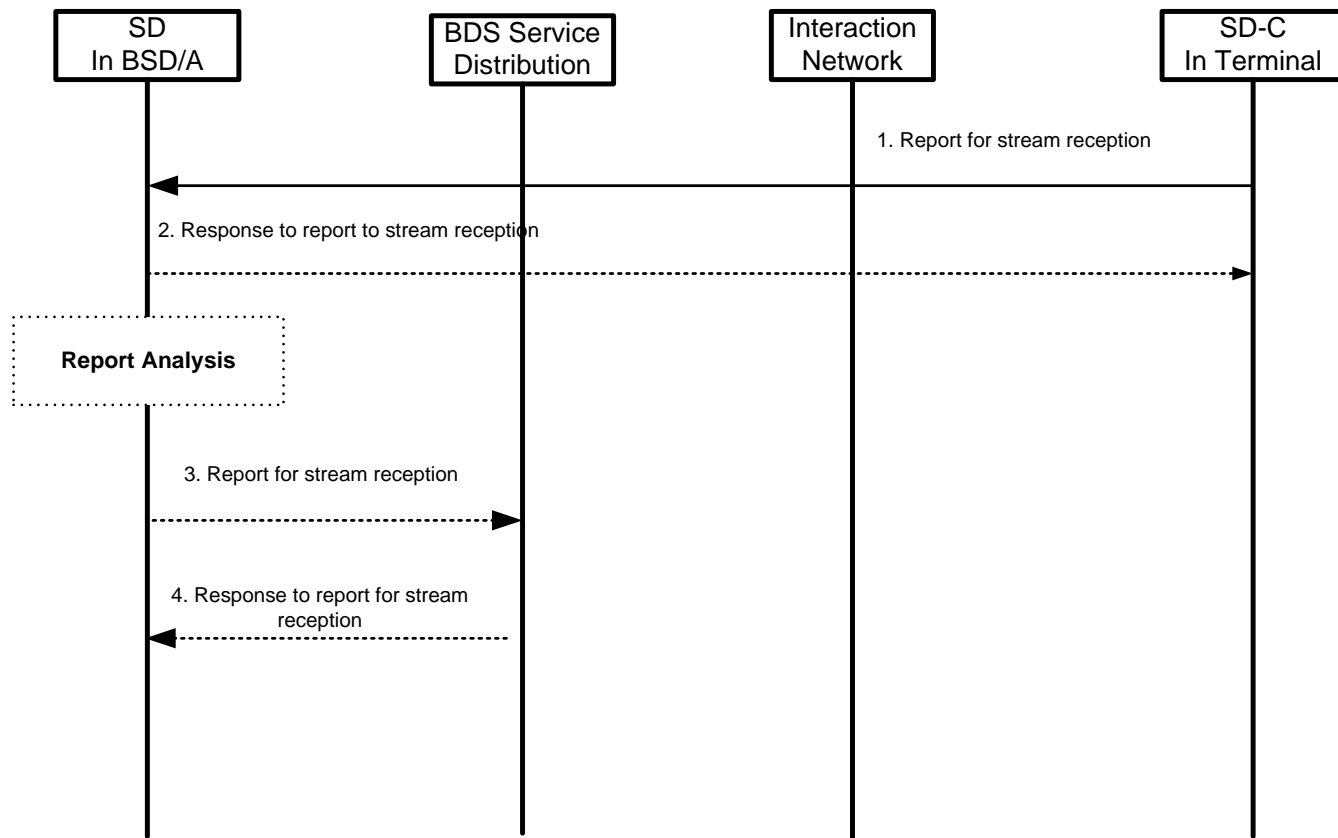 SD
In BSD/A
BDS Service
Distribution
Interaction
Network
SD-C
In Terminal
1. Report for stream reception
2. Response to report to stream reception
Report Analysis
3. Report for stream reception
4. Response to report for stream
reception